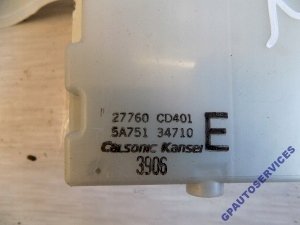 27760 CD401
5A751 34710
E
Calsonic Kansei
3906
GPAUTOSERVICES